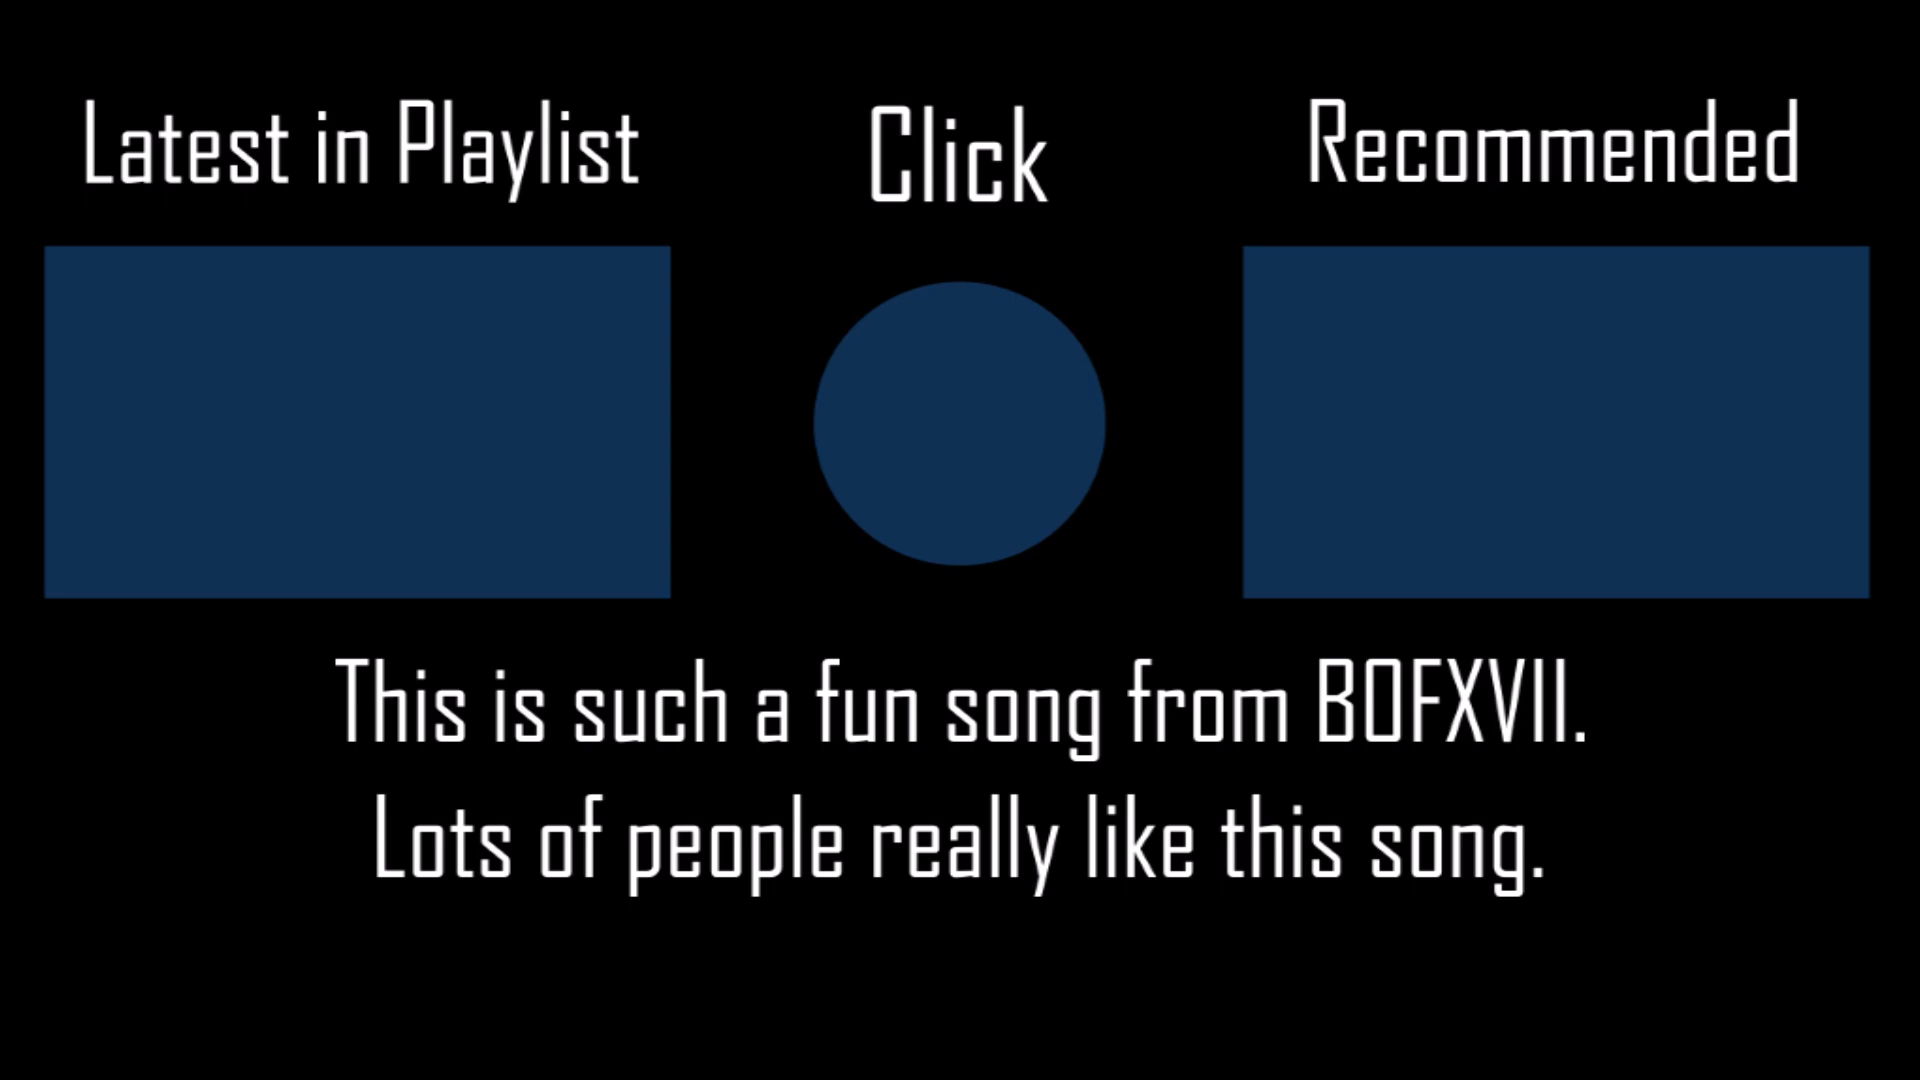 Latest in Playlist
Click
Recommended
This is such a fun song from BOFXVII.
Lots of people really like this song.